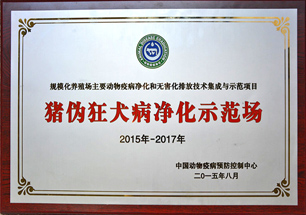 规模化养殖场主要动物疫病净化和无害化排放技术集成与示范项目
猪伪狂犬病净化示范场
2015年-2017年
中国动物疫病预防控制中心
二〇一五年八月